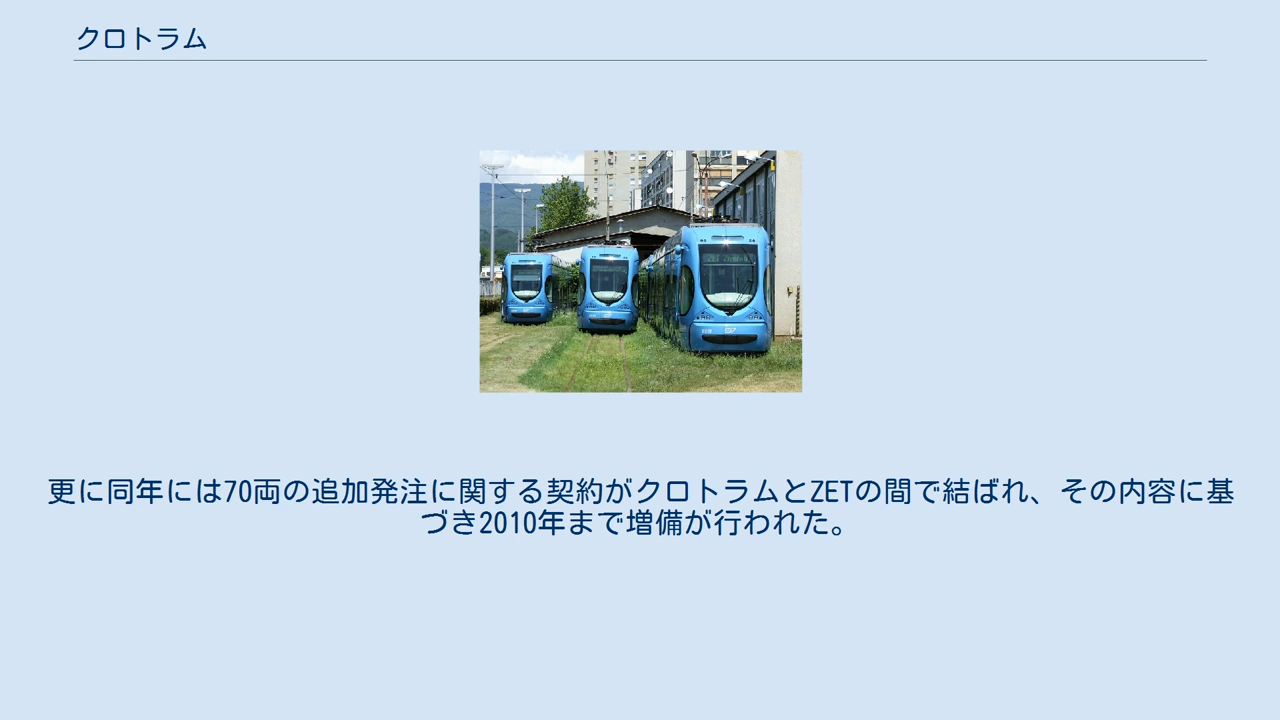 クロトラム
更に同年には70両の追加発注に関する契約がクロトラムとZETの間で結ばれ、その内容に基
づき2010年まで増備が行われた。